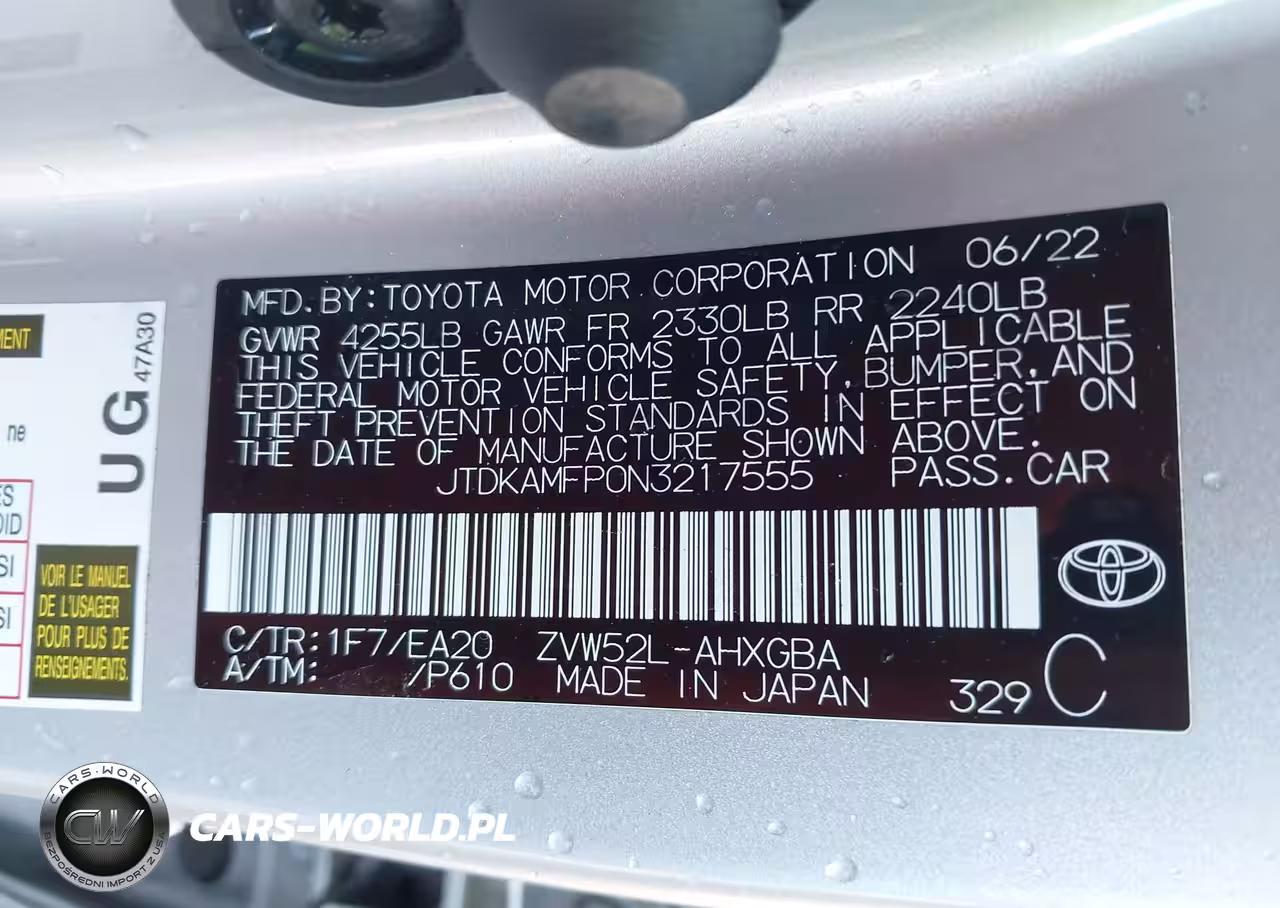 MFD. BY: TOYOTA MOTOR CORPORATION 06/22
GVWR 4255LB GAWR FR 2330LB RR 2240LB
THIS VEHICLE CONFORMS TO ALL APPLICABLE
FEDERAL MOTOR VEHICLE SAFETY, BUMPER, AND
THEFT PREVENTION STANDARDS IN EFFECT ON
THE DATE OF MANUFACTURE SHOWN ABOVE.
JTDKAMFP0N3217555 PASS. CAR
C/TR: 1F7/EA20 ZVW52L-AHXGBA
A/TM: /P610 MADE IN JAPAN 329 C
UG 47A30
VOIR LE MANUEL
DE L'USAGER
POUR PLUS DE
RENSEIGNEMENTS.
CARS-WORLD
CW
BEZPOŚREDNI IMPORT Z USA
CARS-WORLD.PL